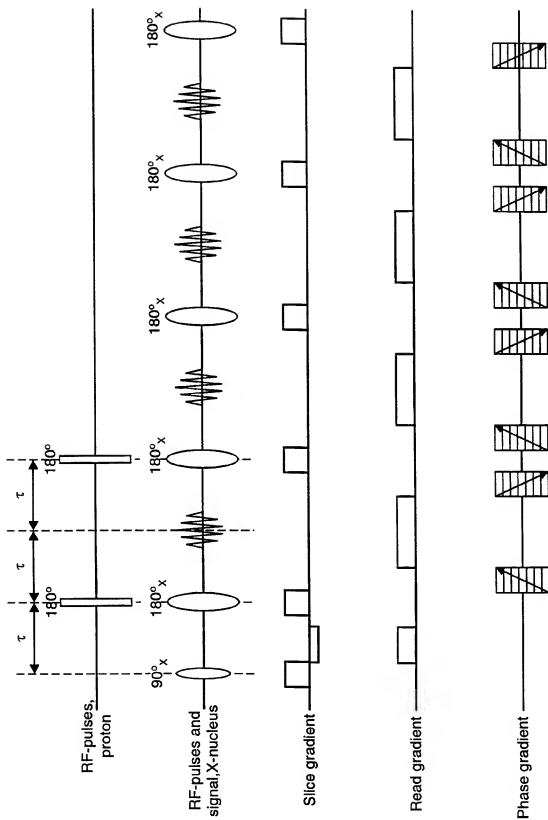 RF-pulses,
proton
180°
180°
τ
τ
τ
RF-pulses and
signal,X-nucleus
90°x
180°x
180°x
180°x
180°x
180°x
Slice gradient
Read gradient
Phase gradient